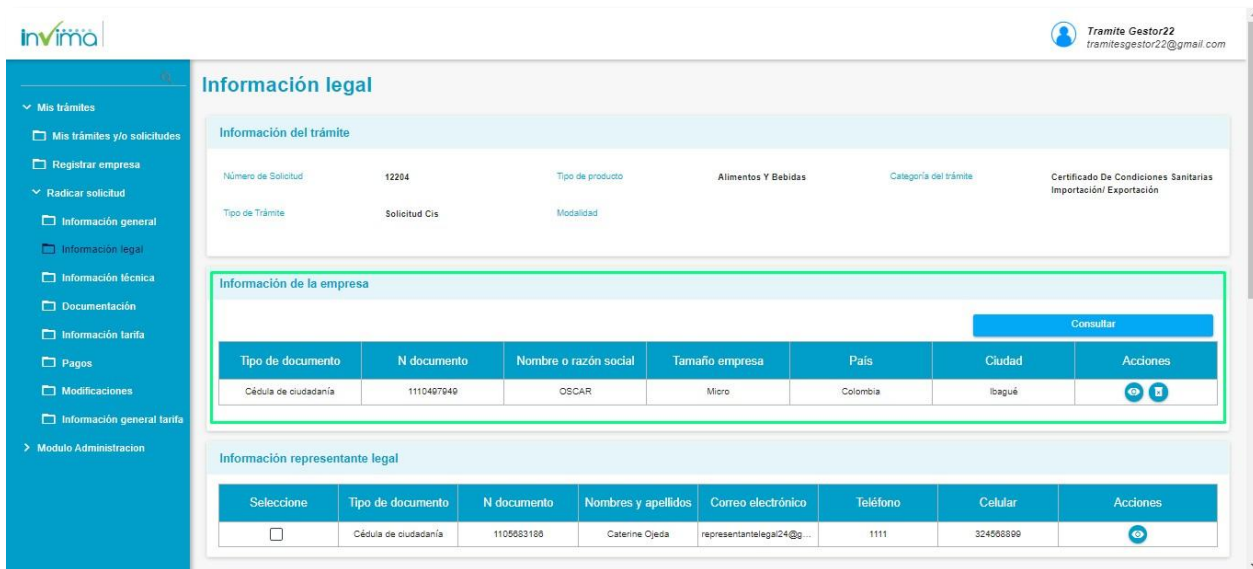 invima
Tramite Gestor22
tramitesgestor22@gmail.com
Mis trámites
Mis trámites y/o solicitudes
Registrar empresa
Radicar solicitud
Información general
Información legal
Información técnica
Documentación
Información tarifa
Pagos
Modificaciones
Información general tarifa
Modulo Administracion
Información legal
Información del trámite
Número de Solicitud 12204 Tipo de producto Alimentos Y Bebidas Categoría del trámite Certificado De Condiciones Sanitarias
Importación/ Exportación
Tipo de Trámite Solicitud Cis Modalidad
Información de la empresa
Consultar
Tipo de documento N documento Nombre o razón social Tamaño empresa País Ciudad Acciones
Cédula de ciudadanía 1110497949 OSCAR Micro Colombia Ibagué
Información representante legal
Seleccione Tipo de documento N documento Nombres y apellidos Correo electrónico Teléfono Celular Acciones
Cédula de ciudadanía 1105683186 Caterine Ojeda representantelegal24@g... 1111 324568899